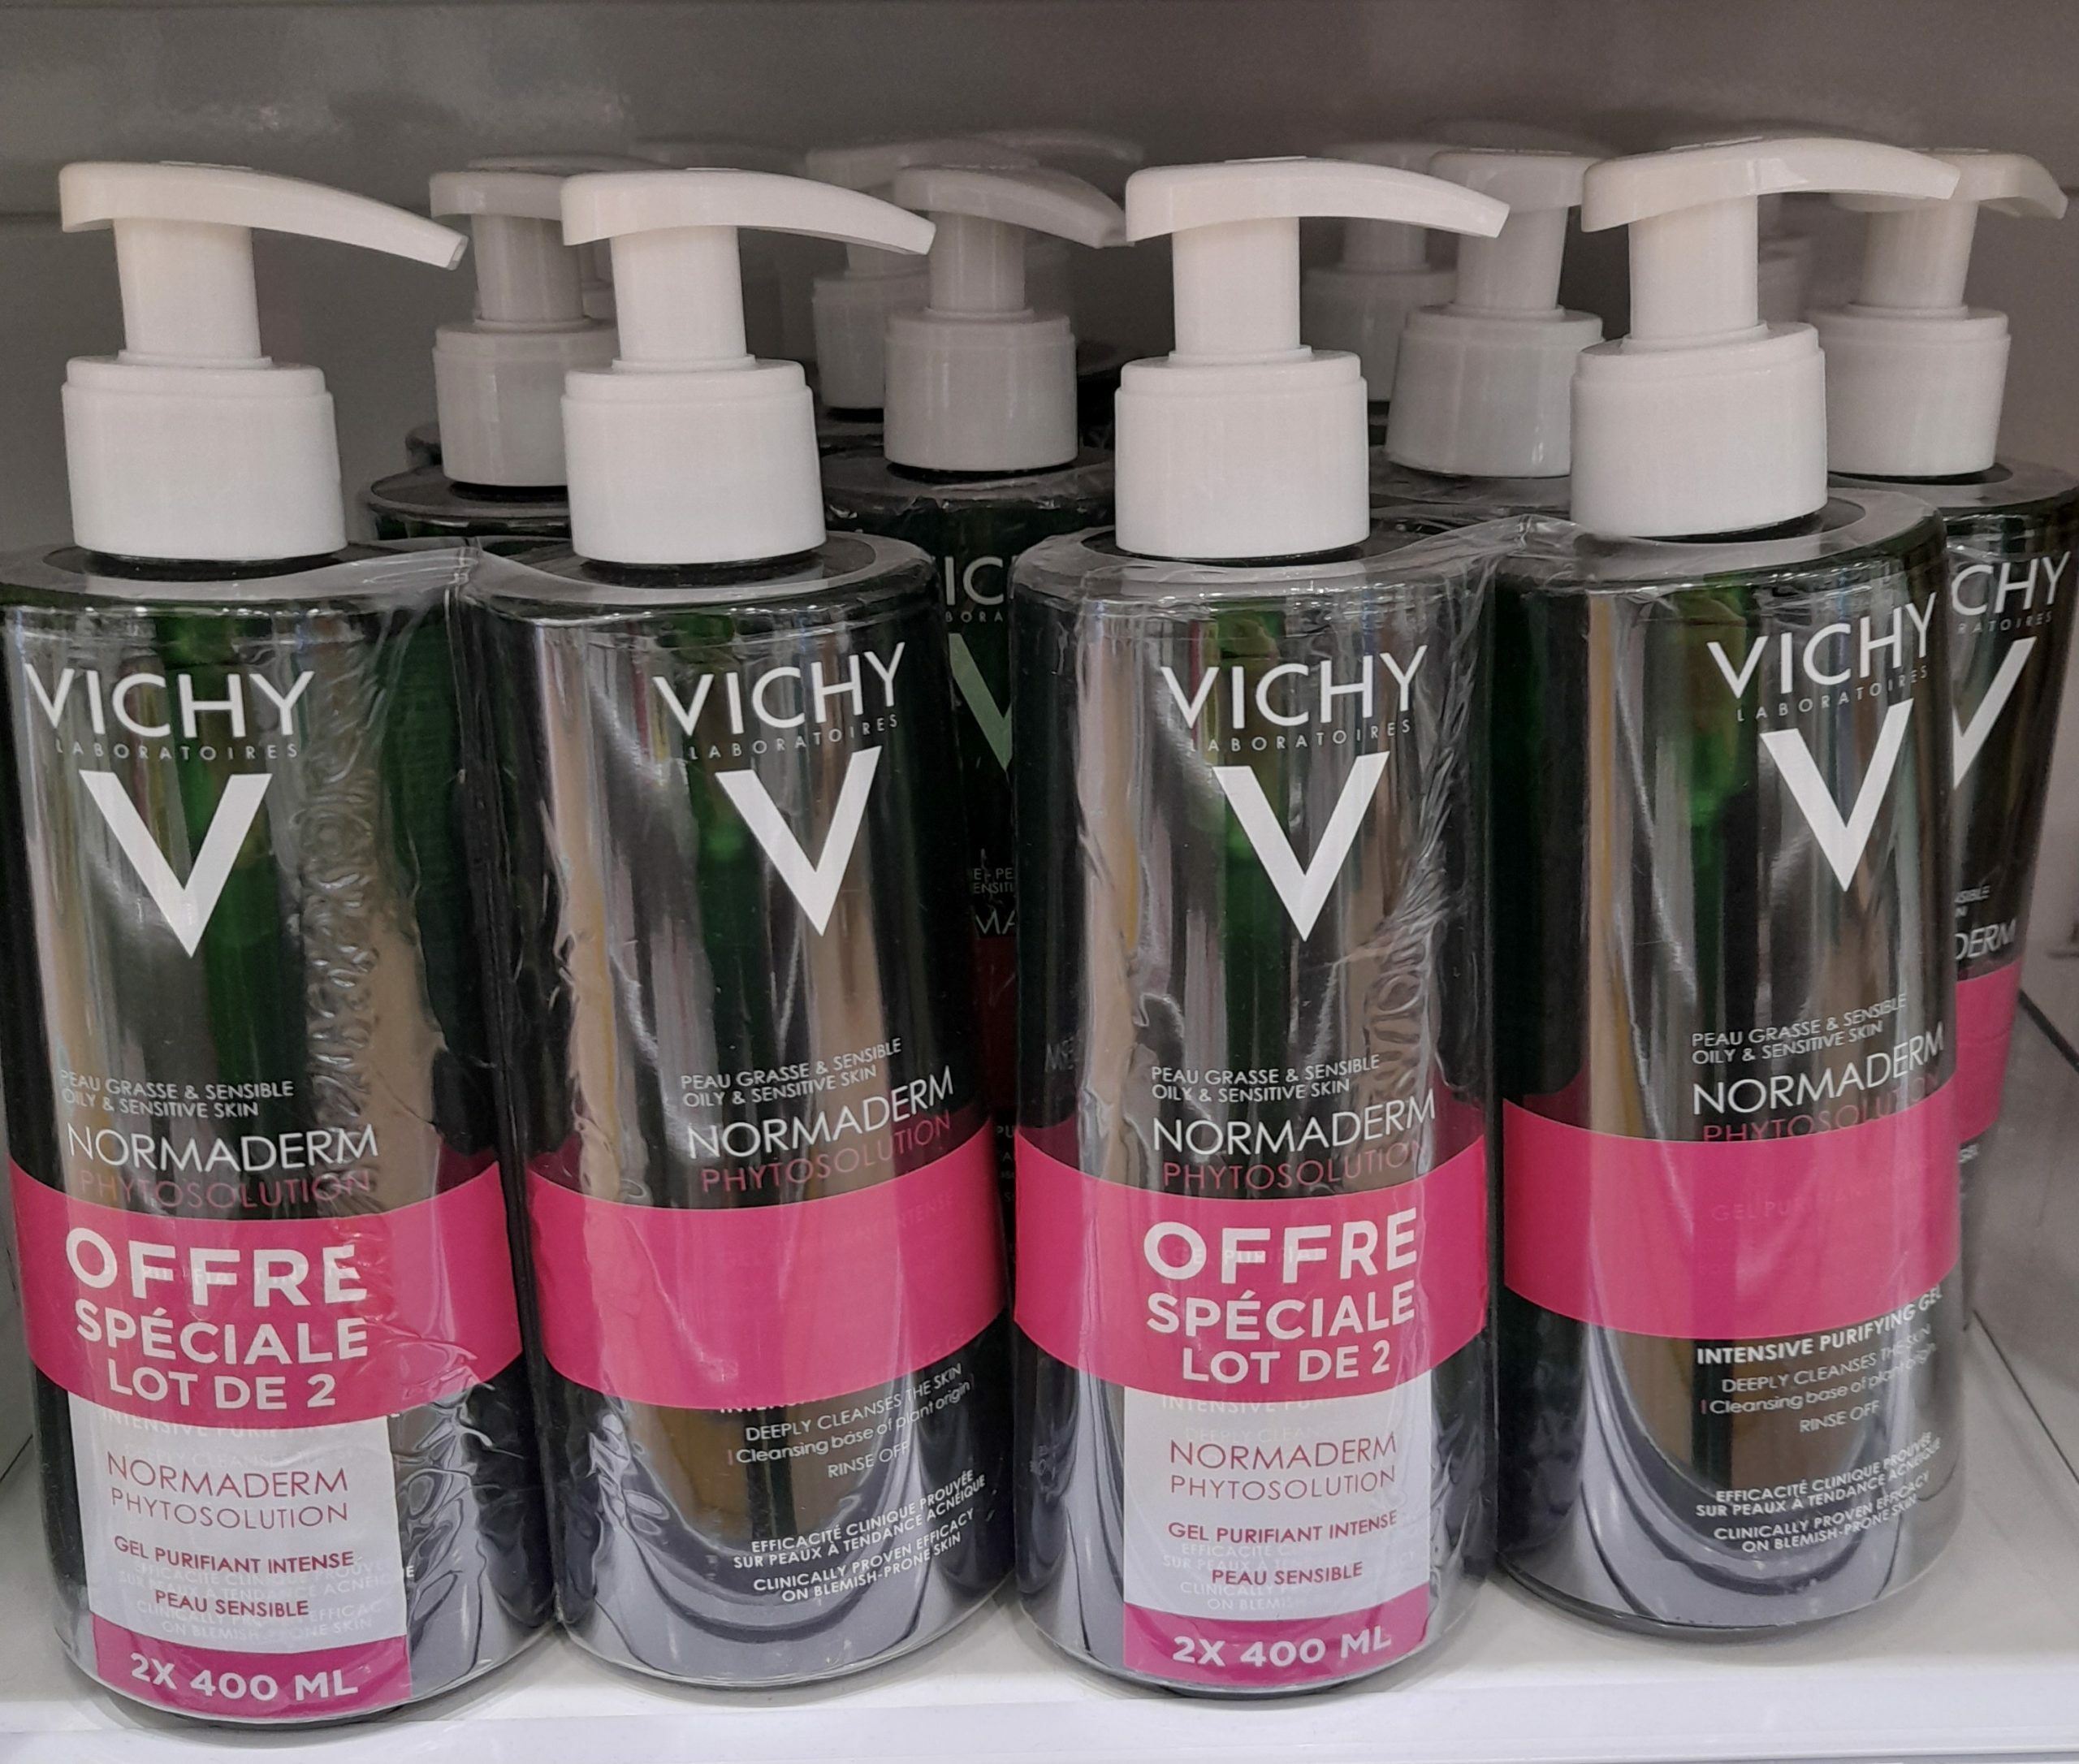 VICHY
LABORATOIRES
V
PEAU GRASSE & SENSIBLE
OILY & SENSITIVE SKIN
NORMADERM
PHYTOSOLUTION
OFFRE
SPÉCIALE
LOT DE 2
INTENSIVE
NORMADERM
PHYTOSOLUTION
GEL PURIFIANT INTENSE
PEAU SENSIBLE
ON BLEMISH-PRONE SKIN
2X 400 ML
VICHY
LABORATOIRES
V
PEAU GRASSE & SENSIBLE
OILY & SENSITIVE SKIN
NORMADERM
PHYTOSOLUTION
DEEPLY CLEANSES THE SKIN
Cleansing base of plant origin
RINSE OFF
EFFICACITÉ CLINIQUE PROUVÉE
SUR PEAUX À TENDANCE ACNÉIQUE
CLINICALLY PROVEN EFFICACY
ON BLEMISH-PRONE SKIN
VICHY
LABORATOIRES
V
PEAU GRASSE & SENSIBLE
OILY & SENSITIVE SKIN
NORMADERM
PHYTOSOLUTION
OFFRE
SPÉCIALE
LOT DE 2
INTENSIVE
NORMADERM
PHYTOSOLUTION
GEL PURIFIANT INTENSE
PEAU SENSIBLE
2X 400 ML
VICHY
LABORATOIRES
V
PEAU GRASSE & SENSIBLE
OILY & SENSITIVE SKIN
NORMADERM
PHYTOSOLUTION
INTENSIVE PURIFYING GEL
DEEPLY CLEANSES THE SKIN
Cleansing base of plant origin
RINSE OFF
EFFICACITÉ CLINIQUE PROUVÉE
SUR PEAUX À TENDANCE ACNÉIQUE
CLINICALLY PROVEN EFFICACY
ON BLEMISH-PRONE SKIN